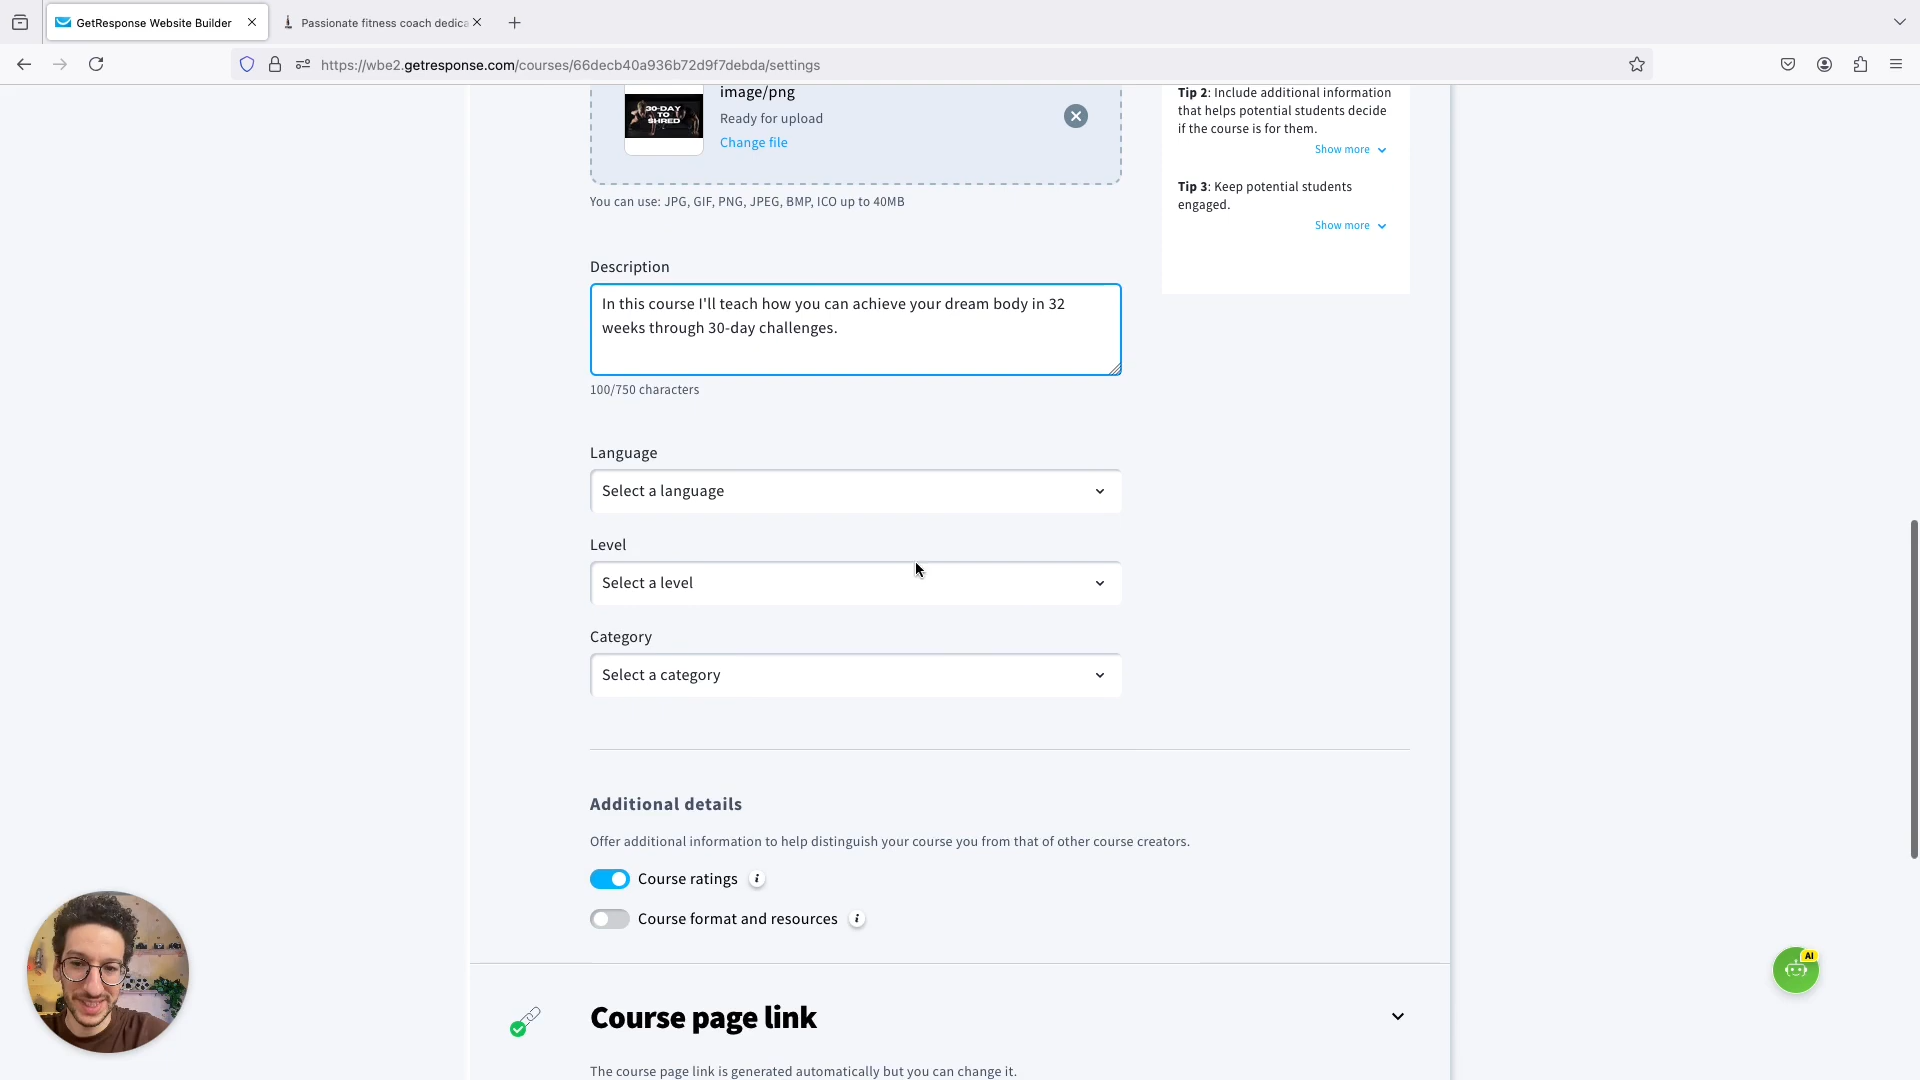 GetResponse Website Builder
Passionate fitness coach dedica
https://wbe2.getresponse.com/courses/66decb40a936b72d9f7debda/settings
30-DAY
TO
SHRED
image/png
Ready for upload
Change file
You can use: JPG, GIF, PNG, JPEG, BMP, ICO up to 40MB
Tip 2: Include additional information
that helps potential students decide
if the course is for them.
Show more
Tip 3: Keep potential students
engaged.
Show more
Description
In this course I'll teach how you can achieve your dream body in 32
weeks through 30-day challenges.
100/750 characters
Language
Select a language
Level
Select a level
Category
Select a category
Additional details
Offer additional information to help distinguish your course you from that of other course creators.
Course ratings i
Course format and resources i
AI
Course page link
The course page link is generated automatically but you can change it.